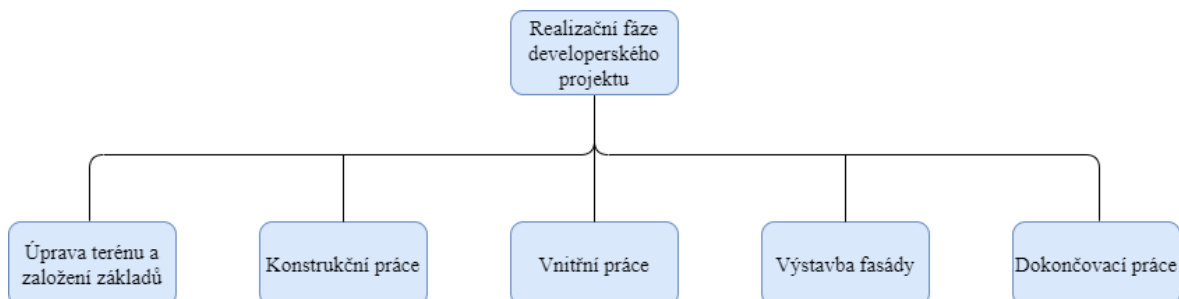 Realizační fáze
developerského
projektu
Úprava terénu a
založení základů
Konstrukční práce
Vnitřní práce
Výstavba fasády
Dokončovací práce